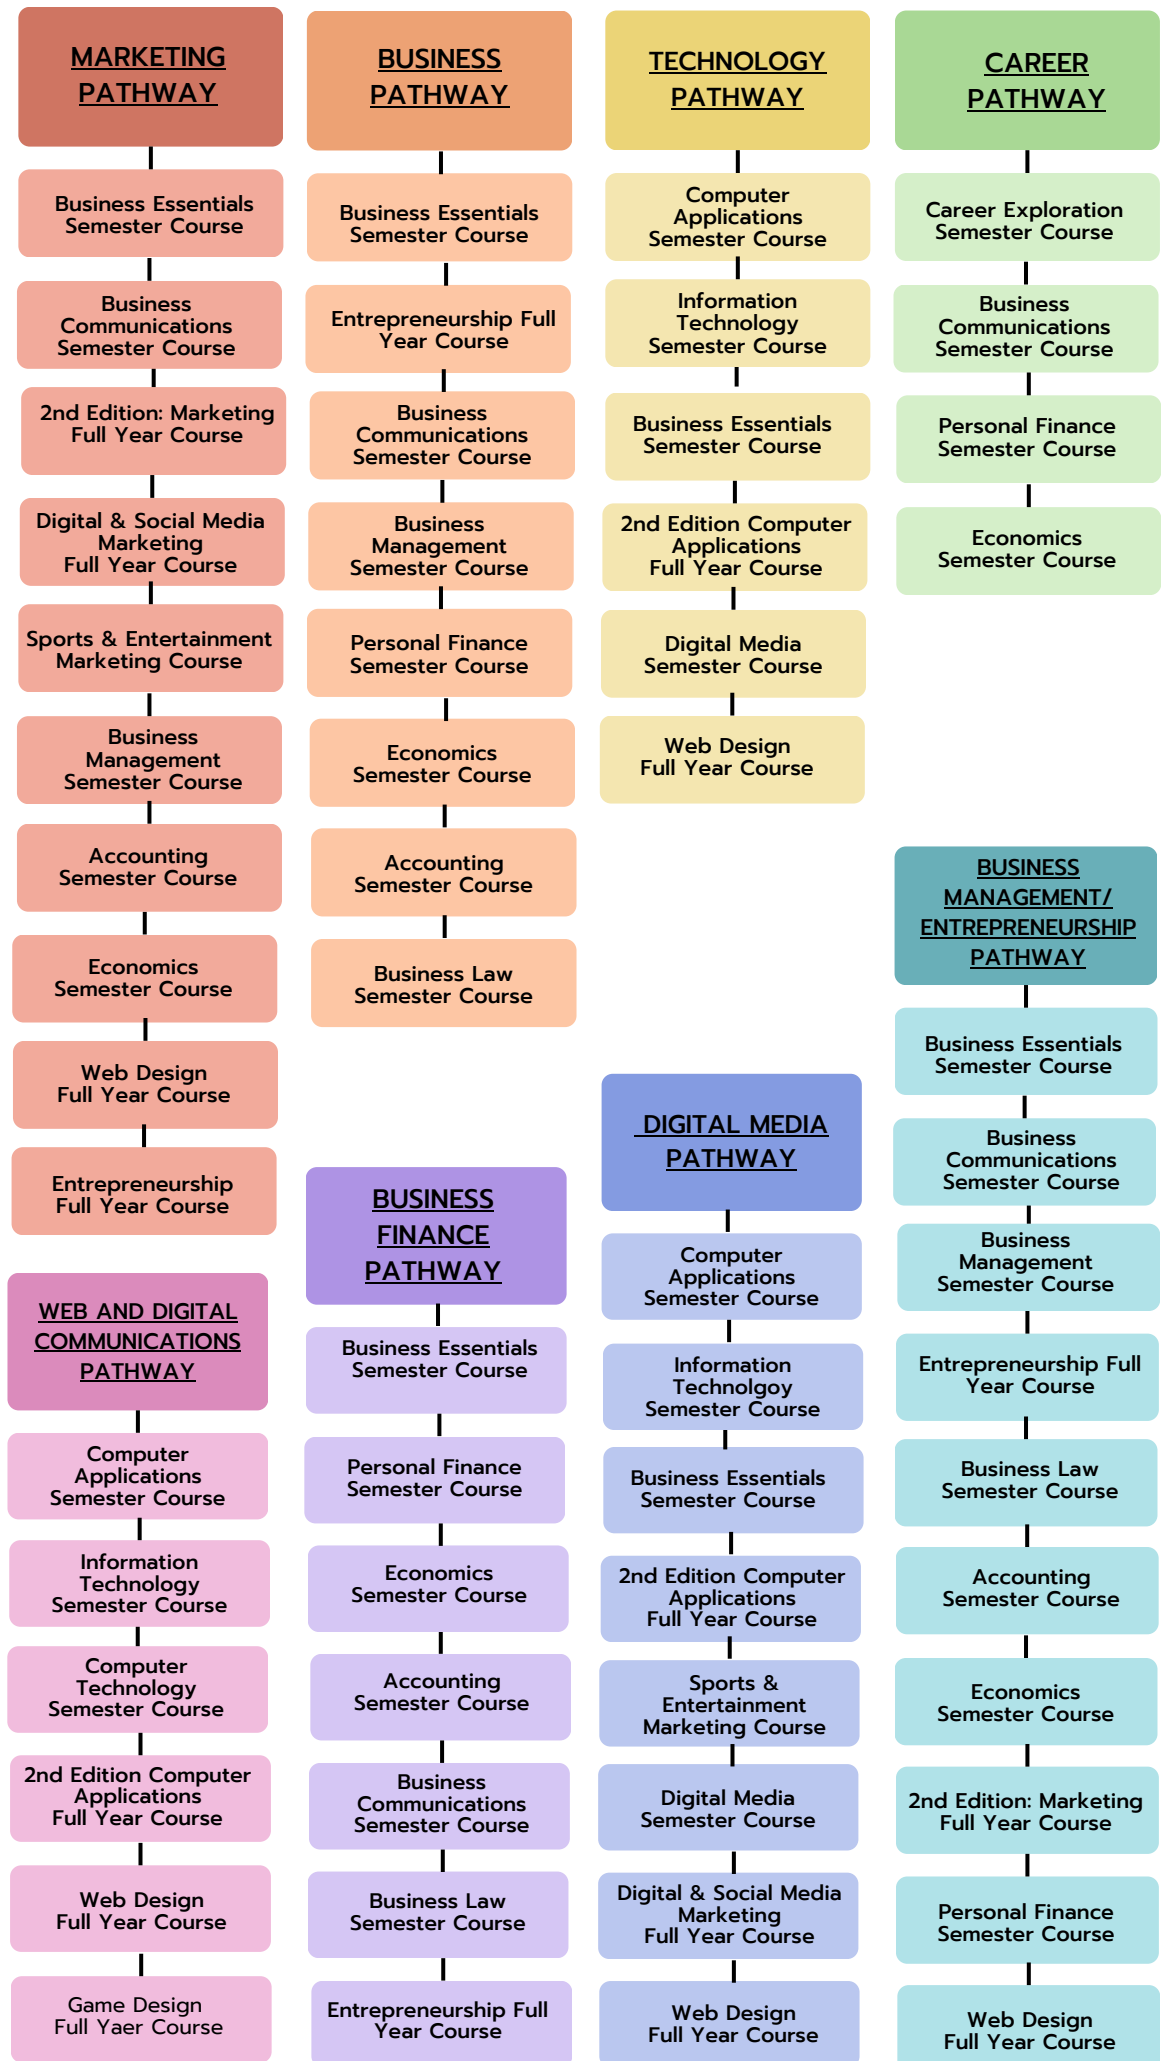 MARKETING
PATHWAY
Business Essentials
Semester Course
Business
Communications
Semester Course
2nd Edition: Marketing
Full Year Course
Digital & Social Media
Marketing
Full Year Course
Sports & Entertainment
Marketing Course
Business
Management
Semester Course
Accounting
Semester Course
Economics
Semester Course
Web Design
Full Year Course
Entrepreneurship
Full Year Course
BUSINESS
PATHWAY
Business Essentials
Semester Course
Entrepreneurship Full
Year Course
Business
Communications
Semester Course
Business
Management
Semester Course
Personal Finance
Semester Course
Economics
Semester Course
Accounting
Semester Course
Business Law
Semester Course
TECHNOLOGY
PATHWAY
Computer
Applications
Semester Course
Information
Technology
Semester Course
Business Essentials
Semester Course
2nd Edition Computer
Applications
Full Year Course
Digital Media
Semester Course
Web Design
Full Year Course
CAREER
PATHWAY
Career Exploration
Semester Course
Business
Communications
Semester Course
Personal Finance
Semester Course
Economics
Semester Course
WEB AND DIGITAL
COMMUNICATIONS
PATHWAY
Computer
Applications
Semester Course
Information
Technology
Semester Course
Computer
Technology
Semester Course
2nd Edition Computer
Applications
Full Year Course
Web Design
Full Year Course
Game Design
Full Yaer Course
BUSINESS
FINANCE
PATHWAY
Business Essentials
Semester Course
Personal Finance
Semester Course
Economics
Semester Course
Accounting
Semester Course
Business
Communications
Semester Course
Business Law
Semester Course
Entrepreneurship Full
Year Course
DIGITAL MEDIA
PATHWAY
Computer
Applications
Semester Course
Information
Technolgoy
Semester Course
Business Essentials
Semester Course
2nd Edition Computer
Applications
Full Year Course
Sports &
Entertainment
Marketing Course
Digital Media
Semester Course
Digital & Social Media
Marketing
Full Year Course
Web Design
Full Year Course
BUSINESS
MANAGEMENT/
ENTREPRENEURSHIP
PATHWAY
Business Essentials
Semester Course
Business
Communications
Semester Course
Business
Management
Semester Course
Entrepreneurship Full
Year Course
Business Law
Semester Course
Accounting
Semester Course
Economics
Semester Course
2nd Edition: Marketing
Full Year Course
Personal Finance
Semester Course
Web Design
Full Year Course